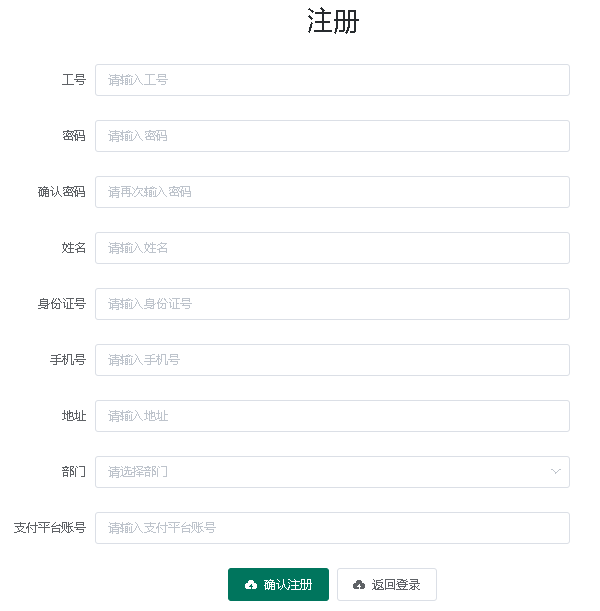 注册
工号 请输入工号
密码 请输入密码
确认密码 请再次输入密码
姓名 请输入姓名
身份证号 请输入身份证号
手机号 请输入手机号
地址 请输入地址
部门 请选择部门
支付平台账号 请输入支付平台账号
确认注册 返回登录